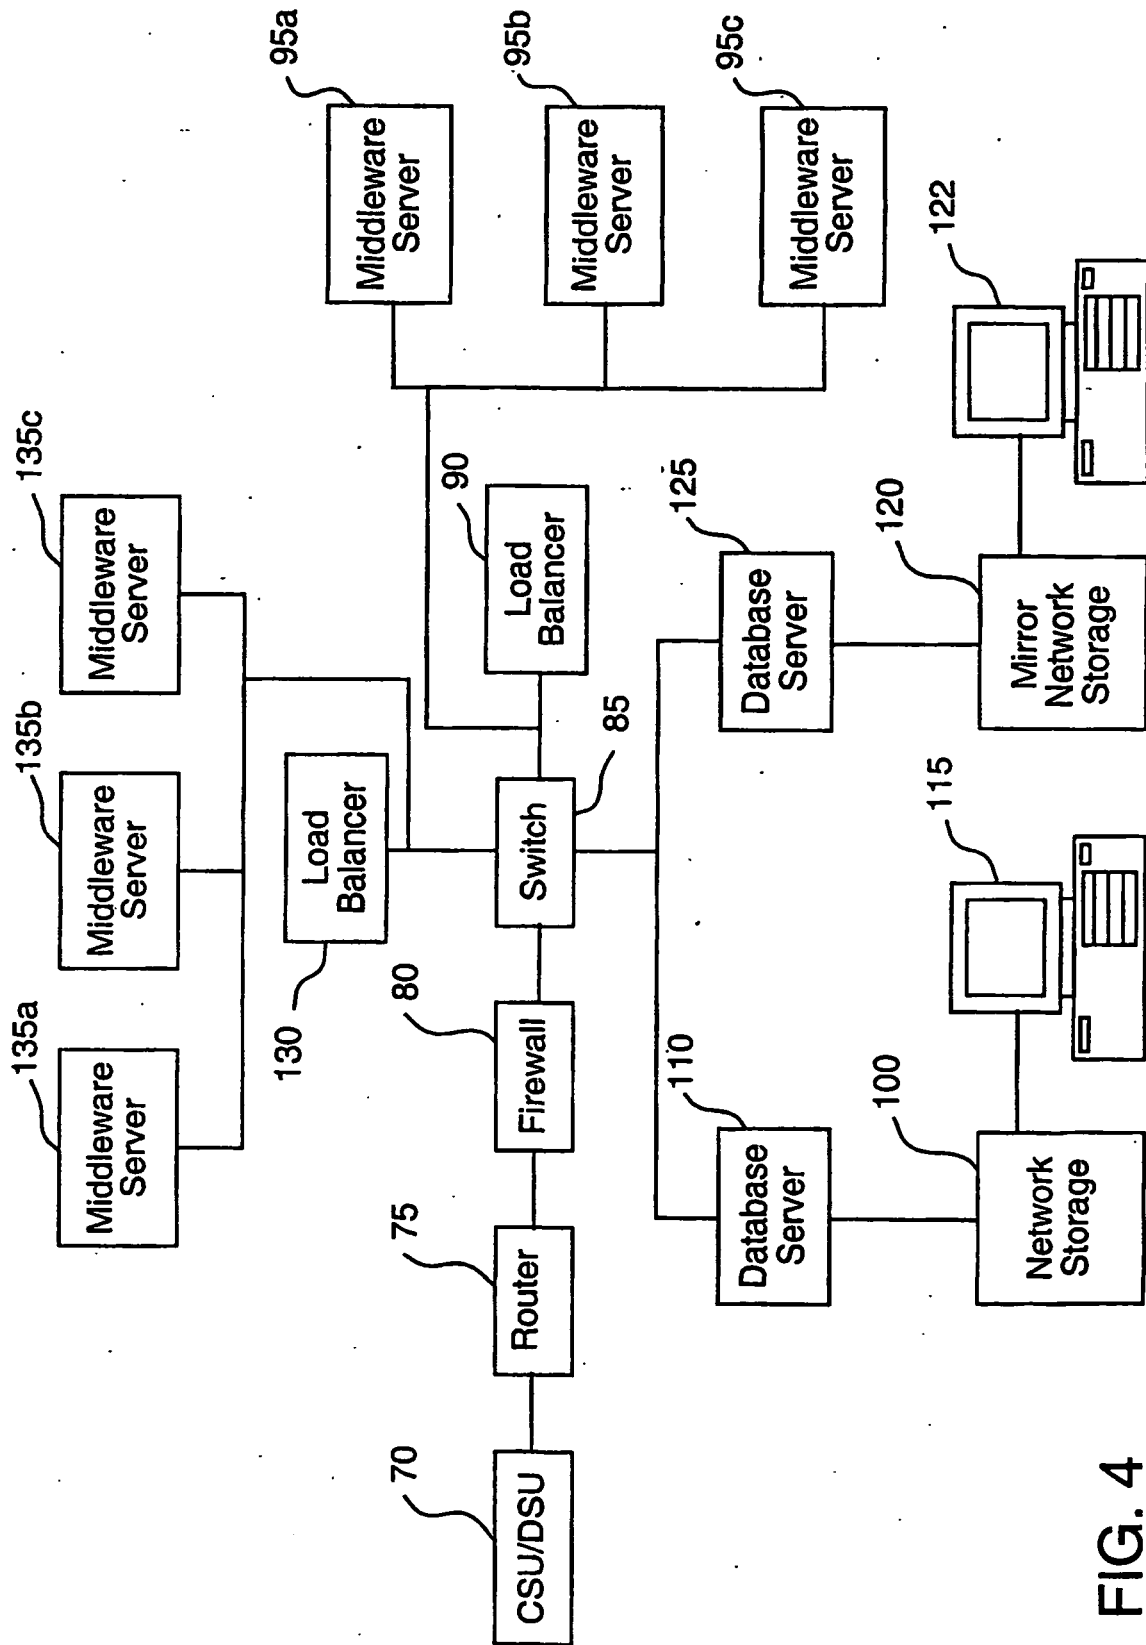 135a
Middleware
Server
135b
Middleware
Server
135c
Middleware
Server
95a
Middleware
Server
95b
Middleware
Server
95c
Middleware
Server
130
Load
Balancer
90
Load
Balancer
70
CSU/DSU
75
Router
80
Firewall
85
Switch
110
Database
Server
125
Database
Server
100
Network
Storage
115
120
Mirror
Network
Storage
122
FIG. 4